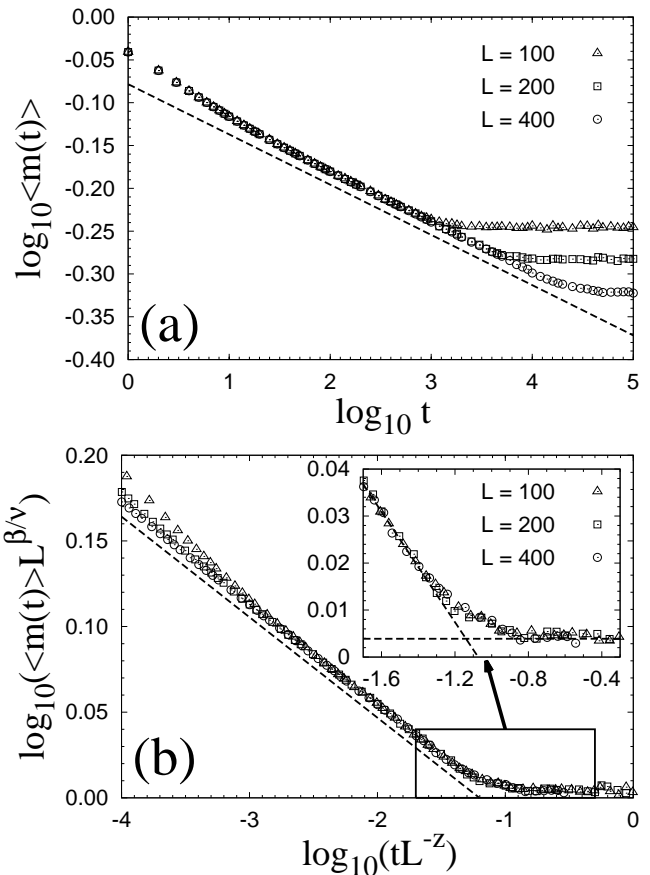 0.00
-0.05
-0.10
-0.15
-0.20
-0.25
-0.30
-0.35
-0.40
log10<m(t)>
L = 100
L = 200
L = 400
(a)
0 1 2 3 4 5
log10 t
0.20
0.15
0.10
0.05
0.00
log10(<m(t)>L^β/ν)
0.04
0.03
0.02
0.01
0
L = 100
L = 200
L = 400
-1.6 -1.2 -0.8 -0.4
(b)
-4 -3 -2 -1 0
log10(tL^-z)